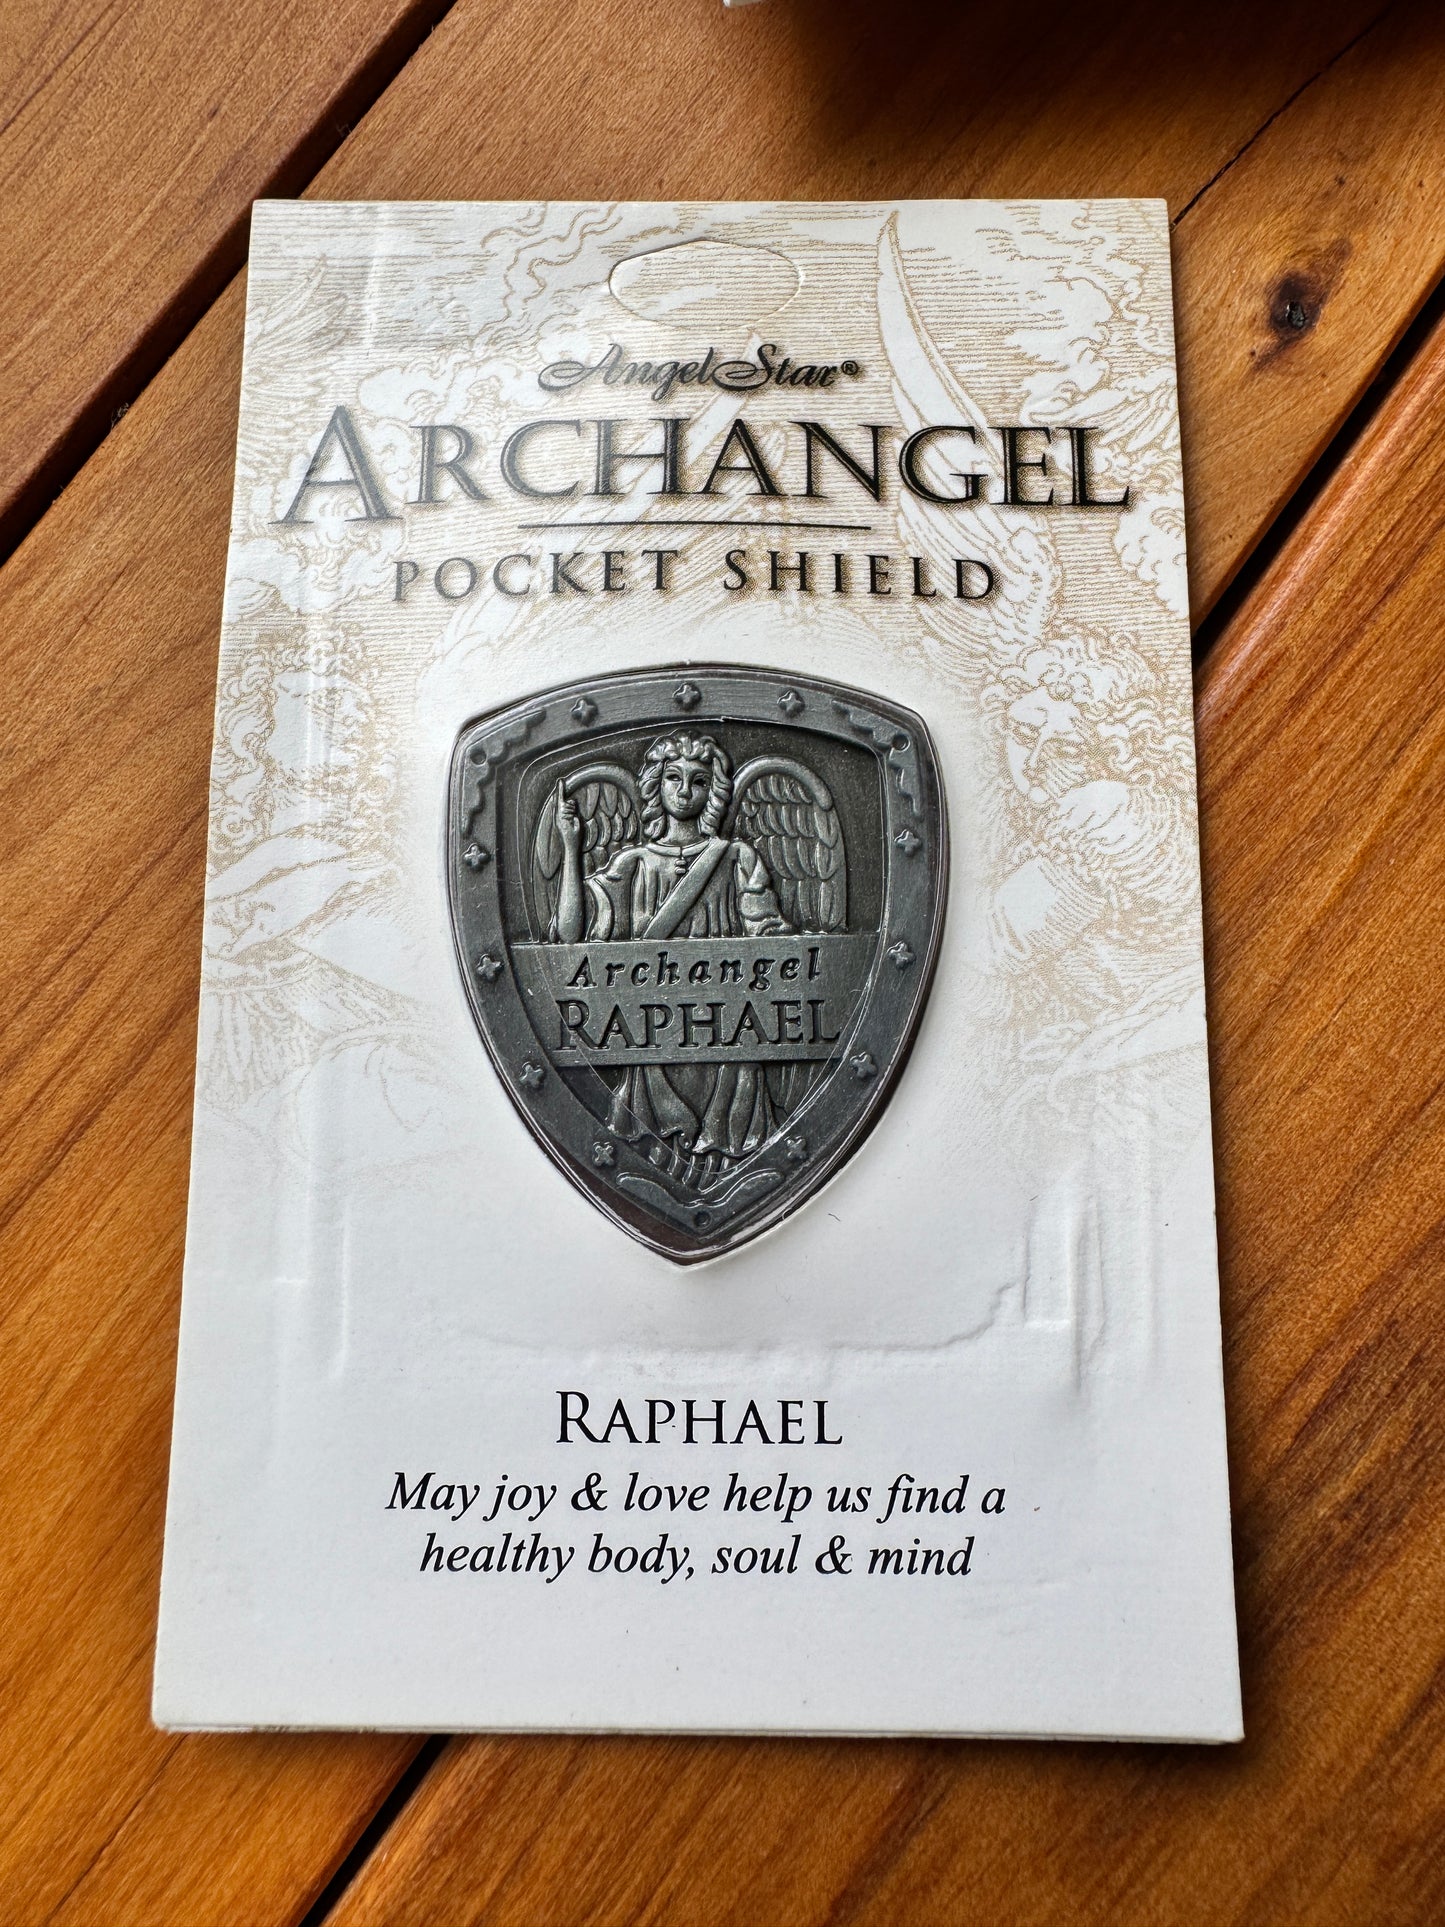 AngelStar®
ARCHANGEL
POCKET SHIELD
Archangel
RAPHAEL
RAPHAEL
May joy & love help us find a
healthy body, soul & mind